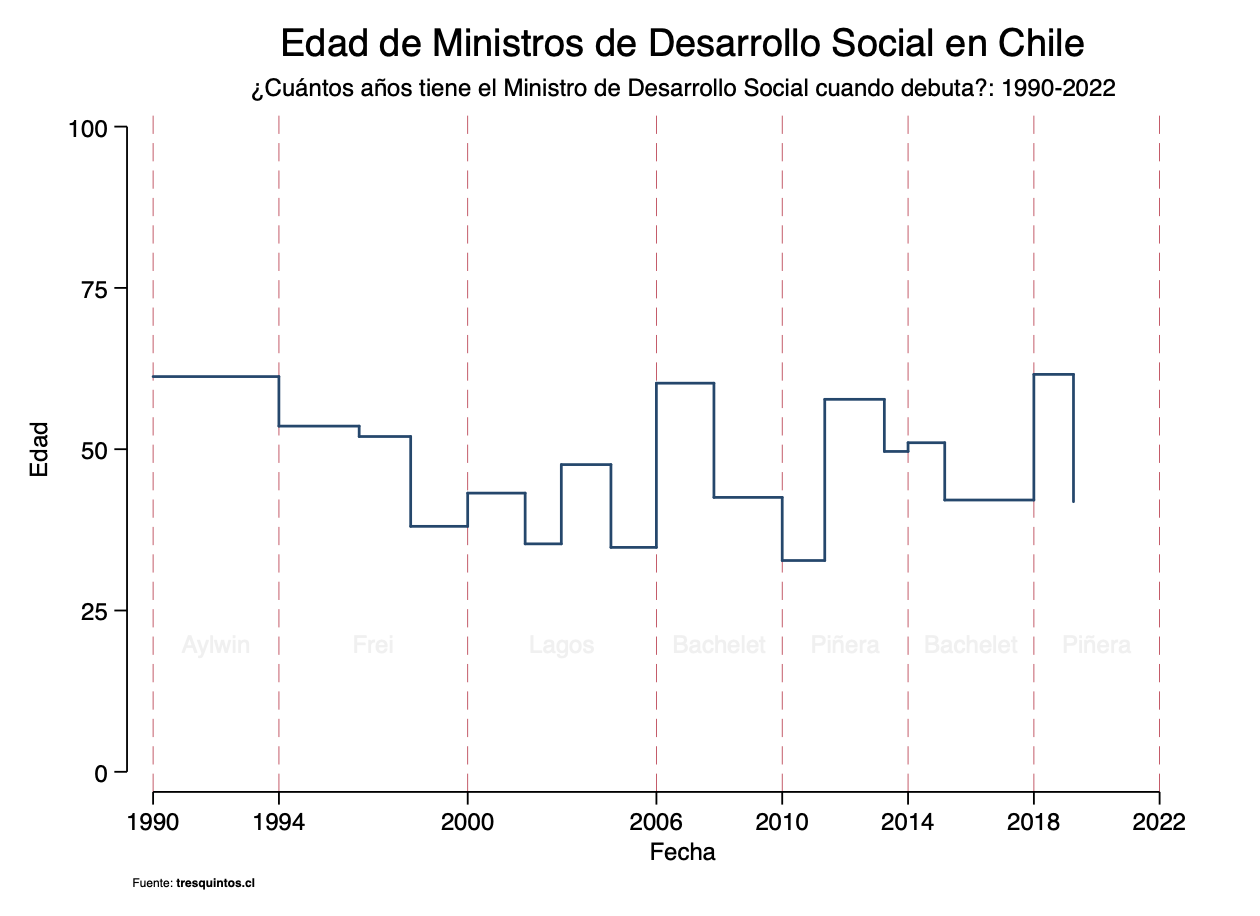 Edad de Ministros de Desarrollo Social en Chile
¿Cuántos años tiene el Ministro de Desarrollo Social cuando debuta?: 1990-2022
100
75
50
25
0
Edad
Aylwin Frei Lagos Bachelet Piñera Bachelet Piñera
1990 1994 2000 2006 2010 2014 2018 2022
Fecha
Fuente: tresquintos.cl